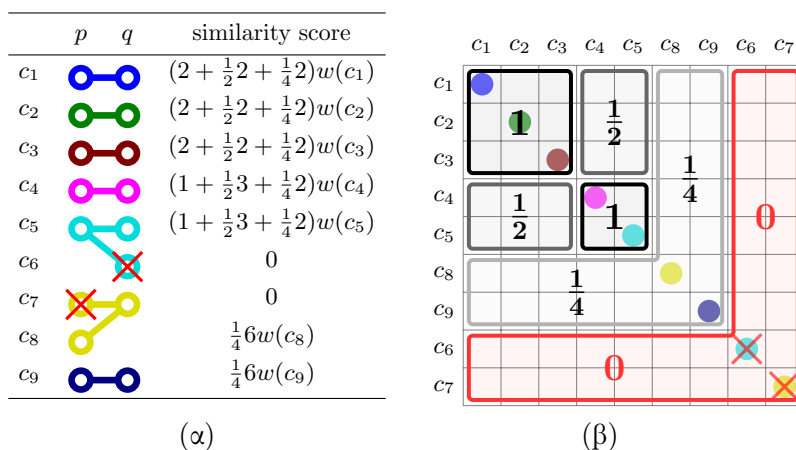 p q similarity score
c₁ (2 + ½2 + ¼2)w(c₁)
c₂ (2 + ½2 + ¼2)w(c₂)
c₃ (2 + ½2 + ¼2)w(c₃)
c₄ (1 + ½3 + ¼2)w(c₄)
c₅ (1 + ½3 + ¼2)w(c₅)
c₆ 0
c₇ 0
c₈ ¼6w(c₈)
c₉ ¼6w(c₉)
(α)
c₁ c₂ c₃ c₄ c₅ c₈ c₉ c₆ c₇
c₁
c₂ 1 ½
c₃ ¼
c₄
c₅ ½ 1 0
c₈
c₉ ¼
c₆
c₇ 0
(β)